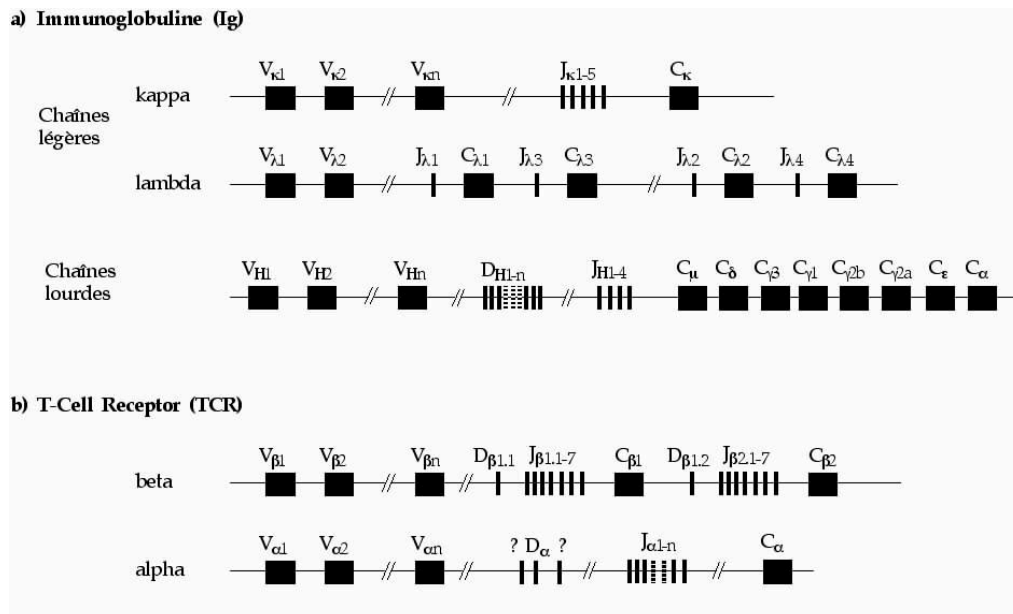 a) Immunoglobuline (Ig)
Vκ1 Vκ2 Vκn Jκ1-5 Cκ
kappa
Chaînes
légères
Vλ1 Vλ2 Jλ1 Cλ1 Jλ3 Cλ3 Jλ2 Cλ2 Jλ4 Cλ4
lambda
Chaînes
lourdes
VH1 VH2 VHn DH1-n JH1-4 Cμ Cδ Cγ3 Cγ1 Cγ2b Cγ2a Cε Cα
b) T-Cell Receptor (TCR)
Vβ1 Vβ2 Vβn Dβ1.1 Jβ1.1-7 Cβ1 Dβ1.2 Jβ2.1-7 Cβ2
beta
Vα1 Vα2 Vαn ? Dα ? Jα1-n Cα
alpha